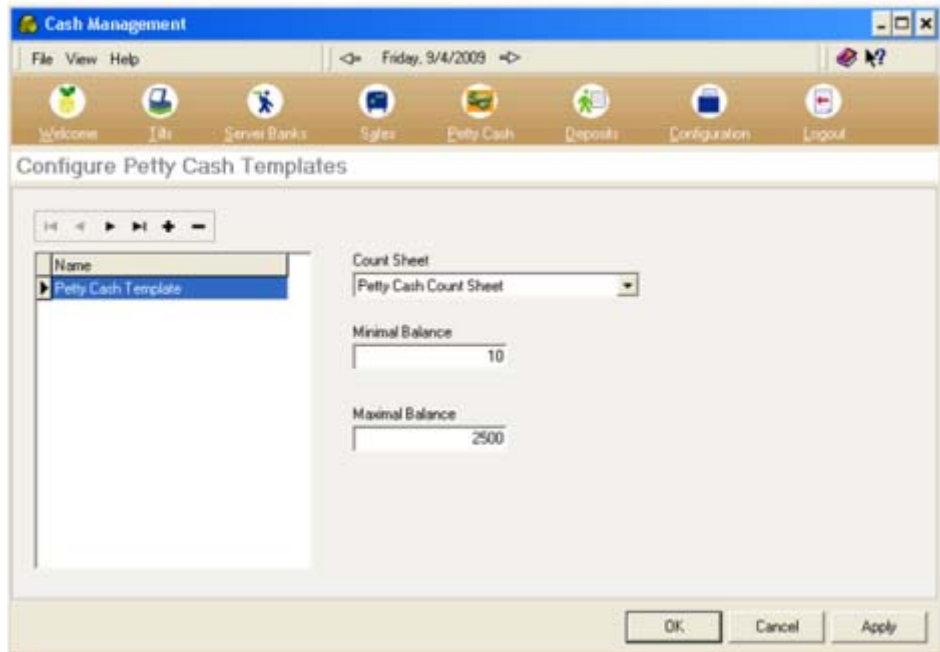 Cash Management
File View Help Friday, 9/4/2009
Welcome Tills Server Banks Sales Petty Cash Deposits Configuration Logout
Configure Petty Cash Templates
Name
Petty Cash Template
Count Sheet
Petty Cash Count Sheet
Minimal Balance
10
Maximal Balance
2500
OK Cancel Apply